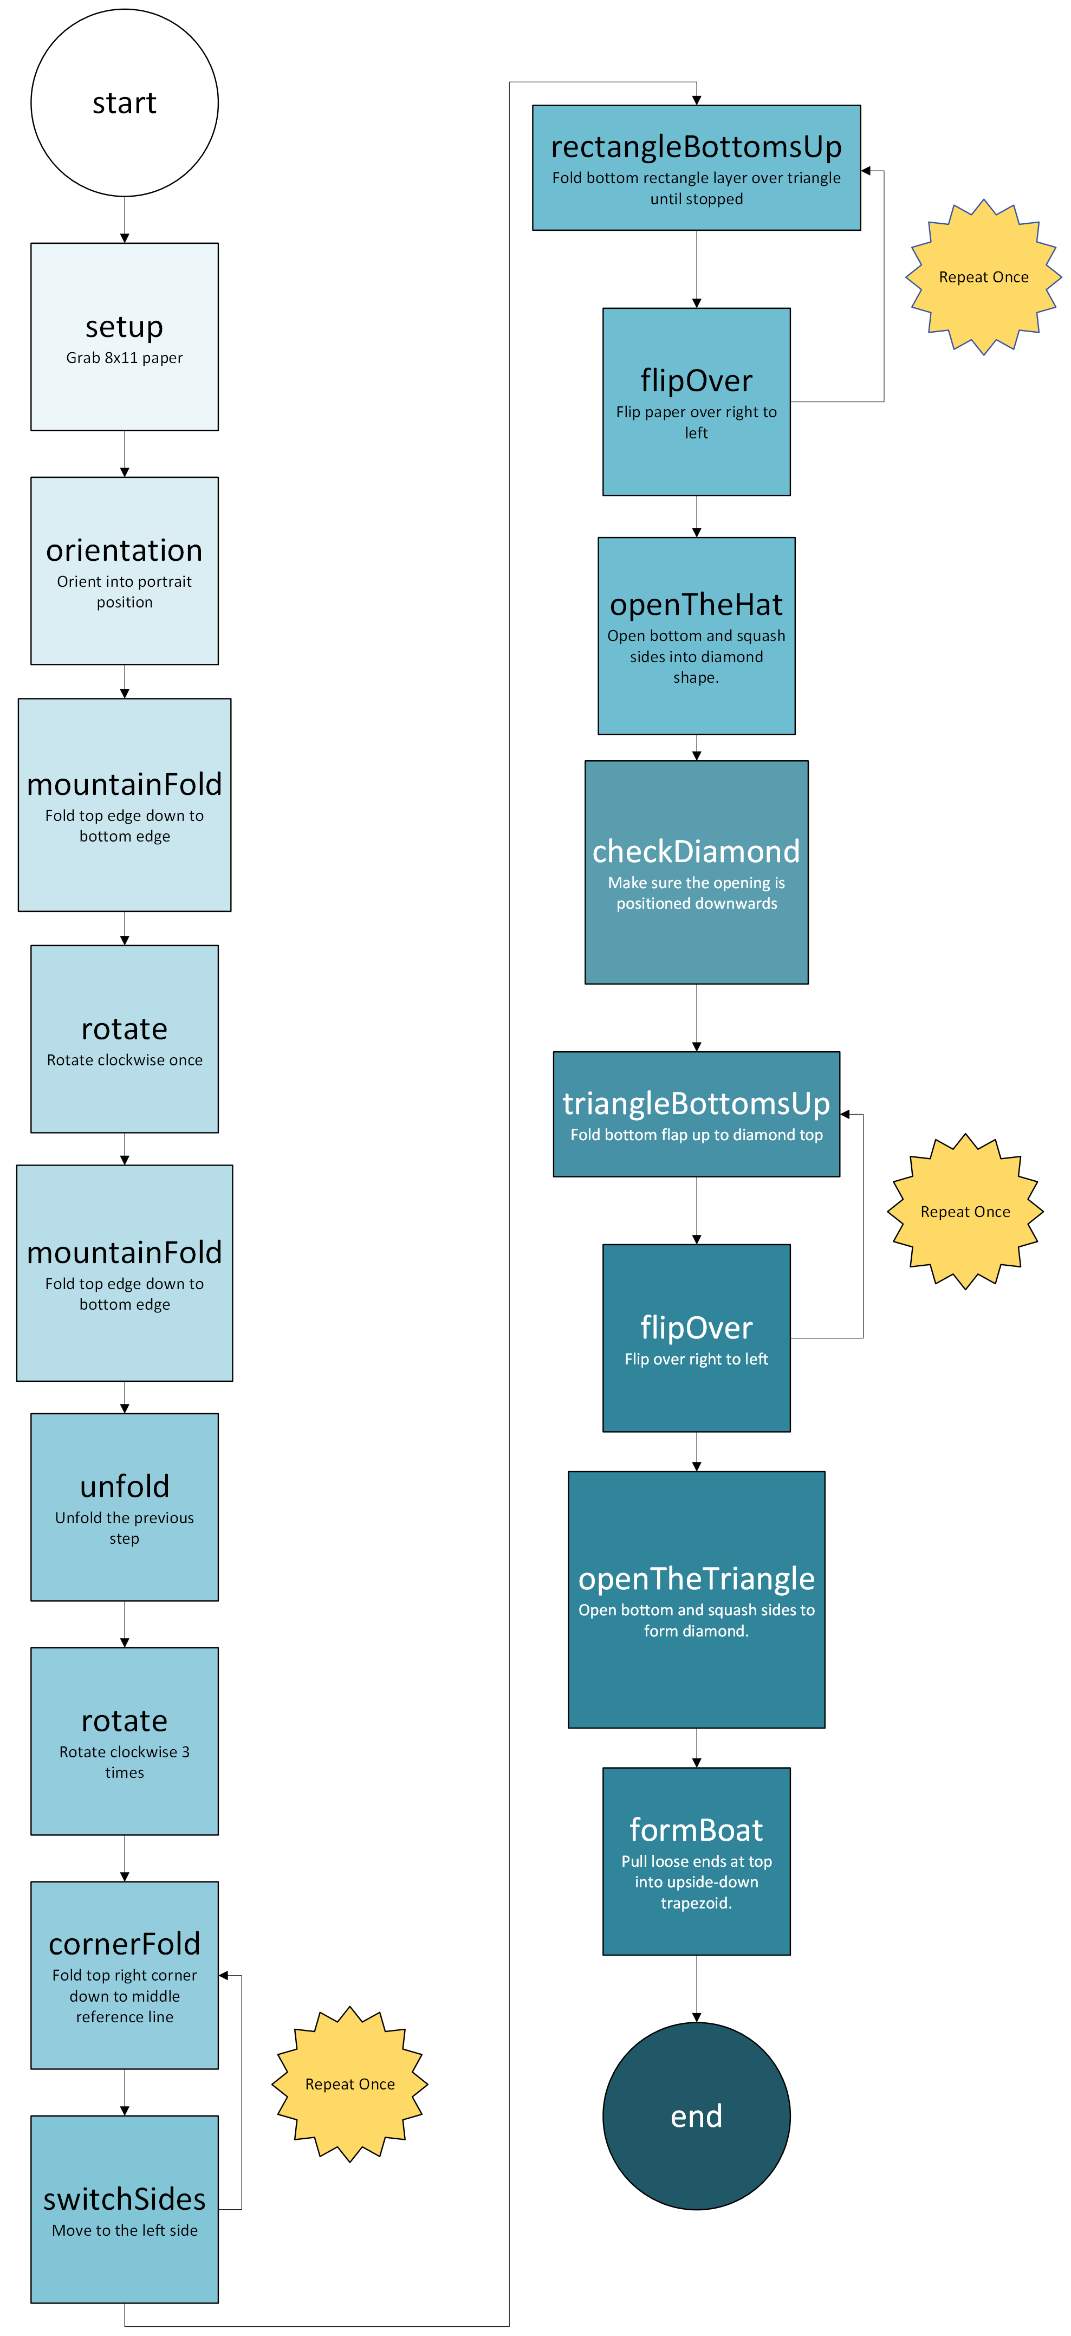 start
setup
Grab 8x11 paper
orientation
Orient into portrait
position
mountainFold
Fold top edge down to
bottom edge
rotate
Rotate clockwise once
mountainFold
Fold top edge down to
bottom edge
unfold
Unfold the previous
step
rotate
Rotate clockwise 3
times
cornerFold
Fold top right corner
down to middle
reference line
Repeat Once
switchSides
Move to the left side
rectangleBottomsUp
Fold bottom rectangle layer over triangle
until stopped
Repeat Once
flipOver
Flip paper over right to
left
openTheHat
Open bottom and squash
sides into diamond
shape.
checkDiamond
Make sure the opening is
positioned downwards
triangleBottomsUp
Fold bottom flap up to diamond top
Repeat Once
flipOver
Flip over right to left
openTheTriangle
Open bottom and squash sides to
form diamond.
formBoat
Pull loose ends at top
into upside-down
trapezoid.
end